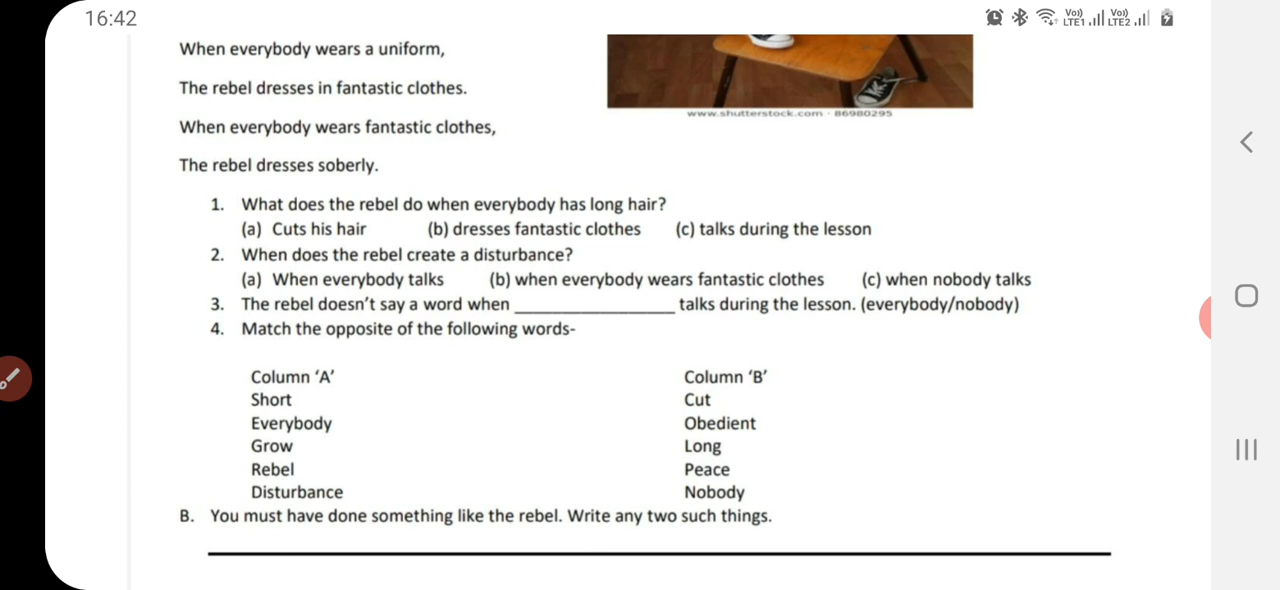 16:42
Vo)) LTE1 Vo)) LTE2
When everybody wears a uniform,
The rebel dresses in fantastic clothes.
www.shutterstock.com · 86980295
When everybody wears fantastic clothes,
The rebel dresses soberly.
1. What does the rebel do when everybody has long hair?
(a) Cuts his hair (b) dresses fantastic clothes (c) talks during the lesson
2. When does the rebel create a disturbance?
(a) When everybody talks (b) when everybody wears fantastic clothes (c) when nobody talks
3. The rebel doesn't say a word when _________________ talks during the lesson. (everybody/nobody)
4. Match the opposite of the following words-
Column ‘A’ Column ‘B’
Short Cut
Everybody Obedient
Grow Long
Rebel Peace
Disturbance Nobody
B. You must have done something like the rebel. Write any two such things.